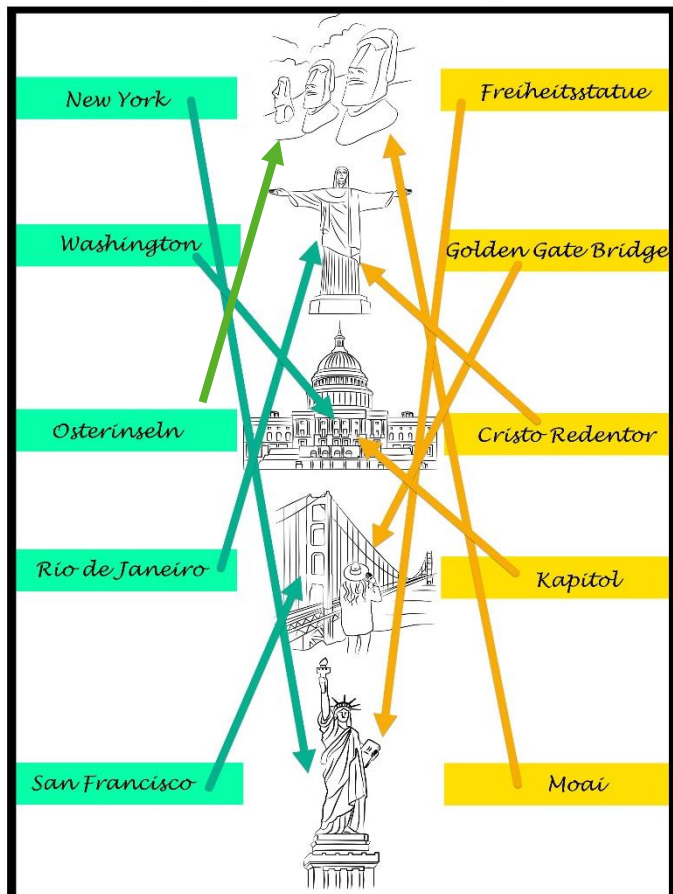 New York
Freiheitsstatue
Washington
Golden Gate Bridge
Osterinseln
Cristo Redentor
Rio de Janeiro
Kapitol
San Francisco
Moai